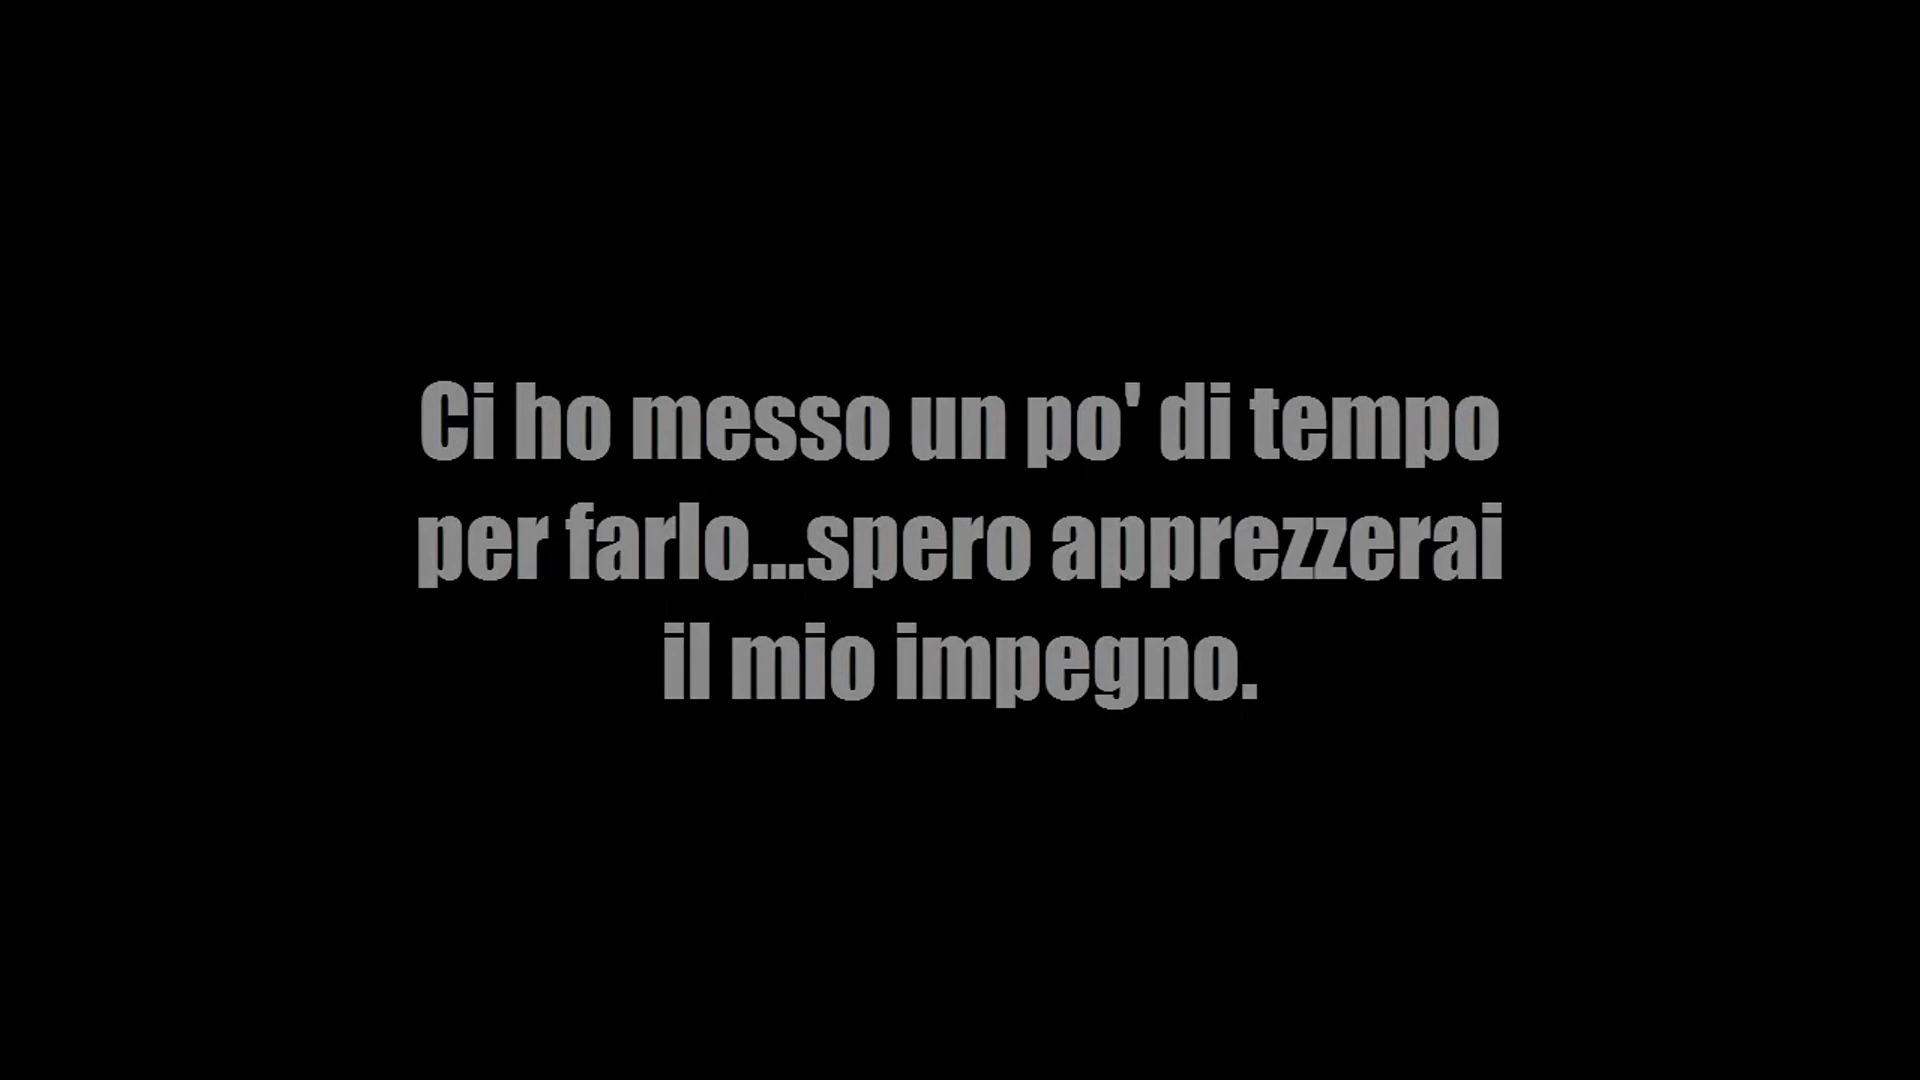 Ci ho messo un po' di tempo
per farlo...spero apprezzerai
il mio impegno.